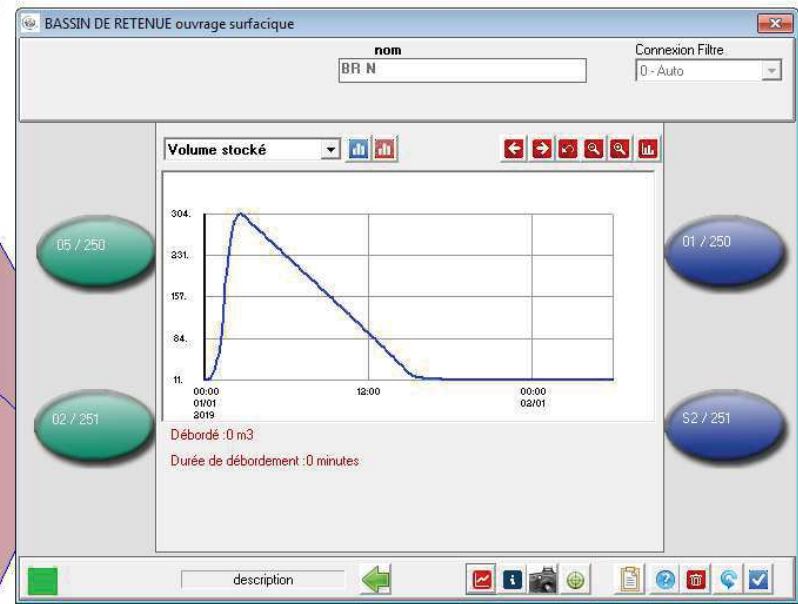 BASSIN DE RETENUE ouvrage surfacique
nom
Connexion Filtre
BR N
0 - Auto
Volume stocké
304.
231.
157.
84.
11.
00:00
01/01
2019
12:00
00:00
02/01
05 / 250
01 / 250
02 / 251
S2 / 251
Débordé :0 m3
Durée de débordement :0 minutes
description